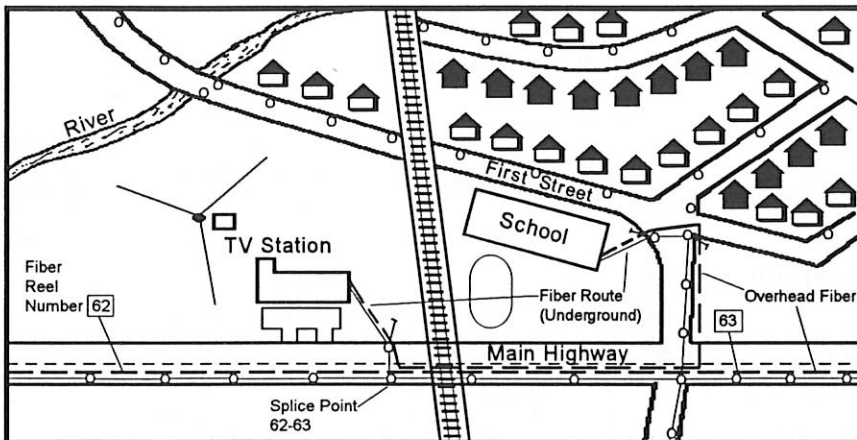 River
First Street
School
TV Station
Fiber
Reel
Number 62
Fiber Route
(Underground)
Overhead Fiber
63
Main Highway
Splice Point
62-63